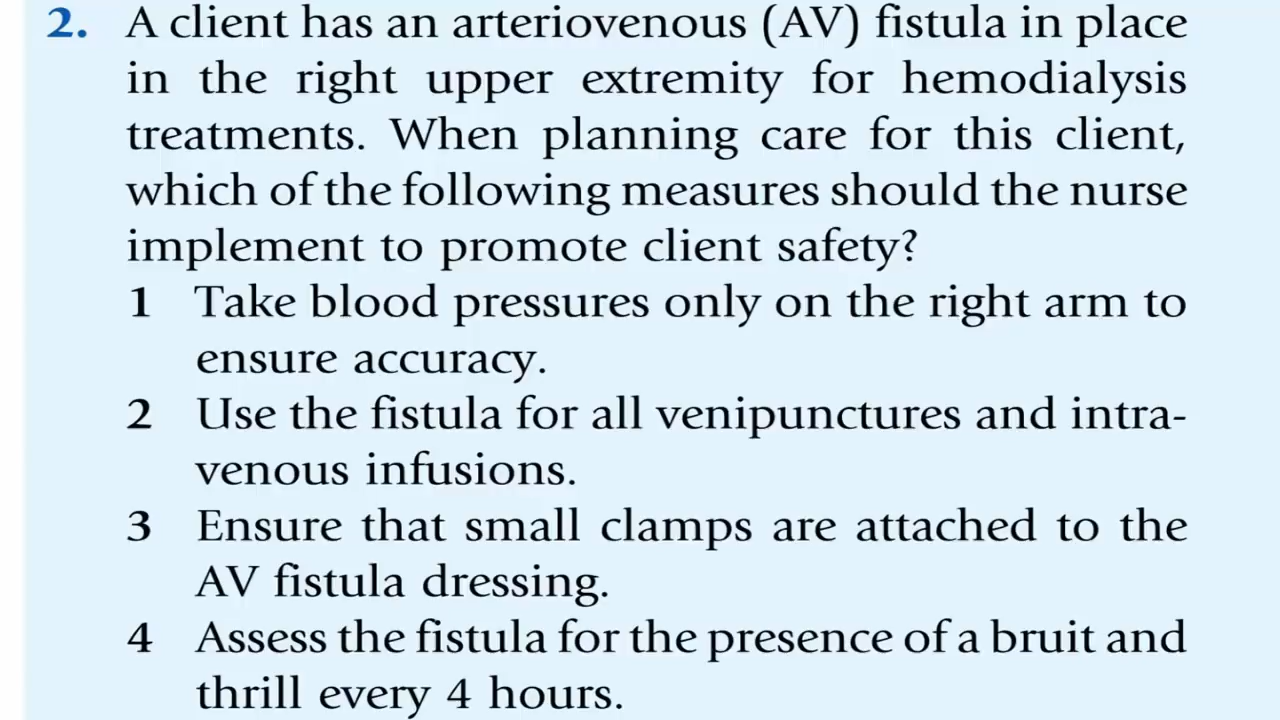 2. A client has an arteriovenous (AV) fistula in place
in the right upper extremity for hemodialysis
treatments. When planning care for this client,
which of the following measures should the nurse
implement to promote client safety?
1 Take blood pressures only on the right arm to
ensure accuracy.
2 Use the fistula for all venipunctures and intra-
venous infusions.
3 Ensure that small clamps are attached to the
AV fistula dressing.
4 Assess the fistula for the presence of a bruit and
thrill every 4 hours.